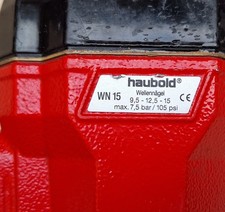 haubold®
WN 15
Wellennägel
9,5 - 12,5 - 15
CE
max. 7,5 bar / 105 psi